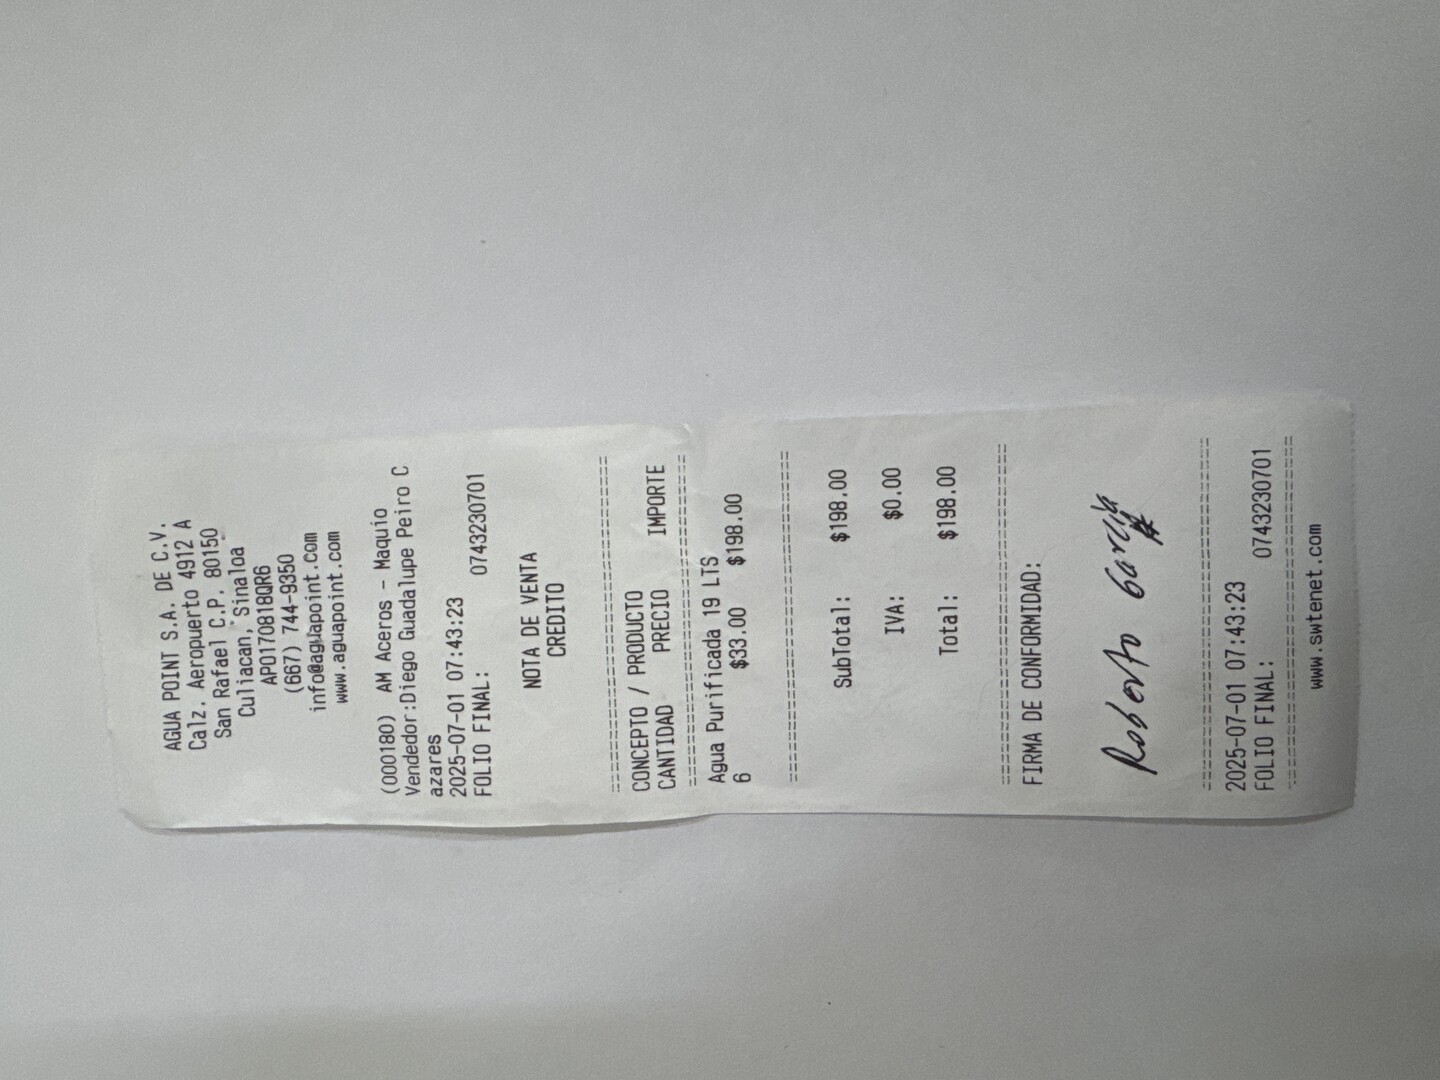 AGUA POINT S.A. DE C.V.
Calz. Aeropuerto 4912 A
San Rafael C.P. 80150
Culiacan, Sinaloa
APO170818QR6
(667) 744-9350
info@aguapoint.com
www.aguapoint.com
(000180) AM Aceros - Maquio
Vendedor:Diego Guadalupe Peiro C
azares
2025-07-01 07:43:23
FOLIO FINAL: 0743230701
NOTA DE VENTA
CREDITO
================================
CONCEPTO / PRODUCTO
CANTIDAD PRECIO IMPORTE
================================
Agua Purificada 19 LTS
6 $33.00 $198.00
================================
SubTotal: $198.00
IVA: $0.00
Total: $198.00
================================
FIRMA DE CONFORMIDAD:
Roberto García
================================
2025-07-01 07:43:23
FOLIO FINAL: 0743230701
================================
www.swtenet.com